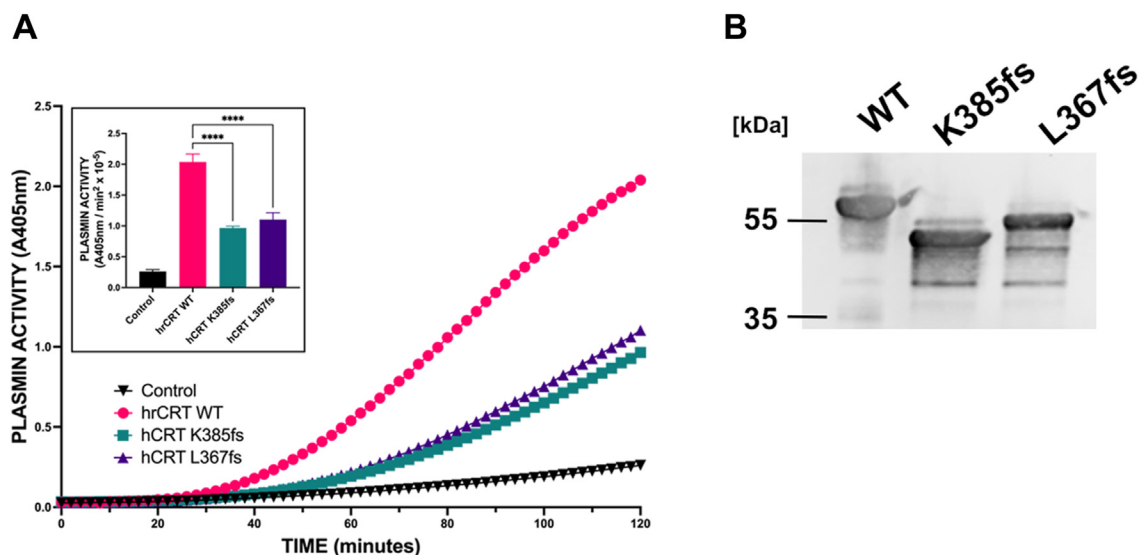 A
PLASMIN ACTIVITY (A405nm)
2.5
2.0
1.5
1.0
0.5
0.0
0
20
40
60
80
100
120
TIME (minutes)
PLASMIN ACTIVITY
(A405nm / min² x 10⁻⁵)
2.5
2.0
1.5
1.0
0.5
0.0
****
****
Control
hrCRT WT
hCRT K385fs
hCRT L367fs
Control
hrCRT WT
hCRT K385fs
hCRT L367fs
B
[kDa]
WT
K385fs
L367fs
55
35